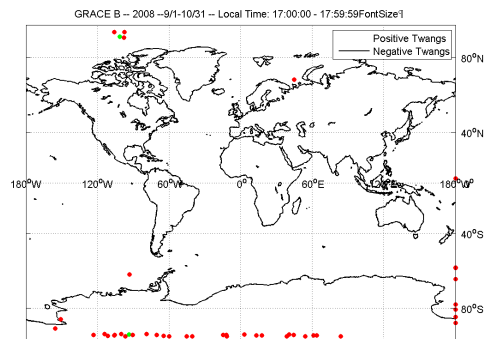 GRACE B -- 2008 --9/1-10/31 -- Local Time: 17:00:00 - 17:59:59FontSize
Positive Twangs
Negative Twangs
80°N
40°N
180°W 120°W 60°W 0° 60°E 120°E 180°W
40°S
80°S